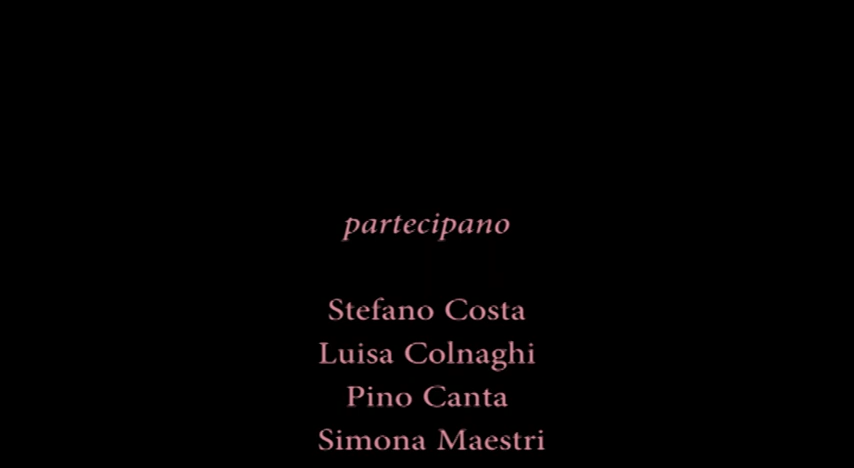 partecipano
Stefano Costa
Luisa Colnaghi
Pino Canta
Simona Maestri